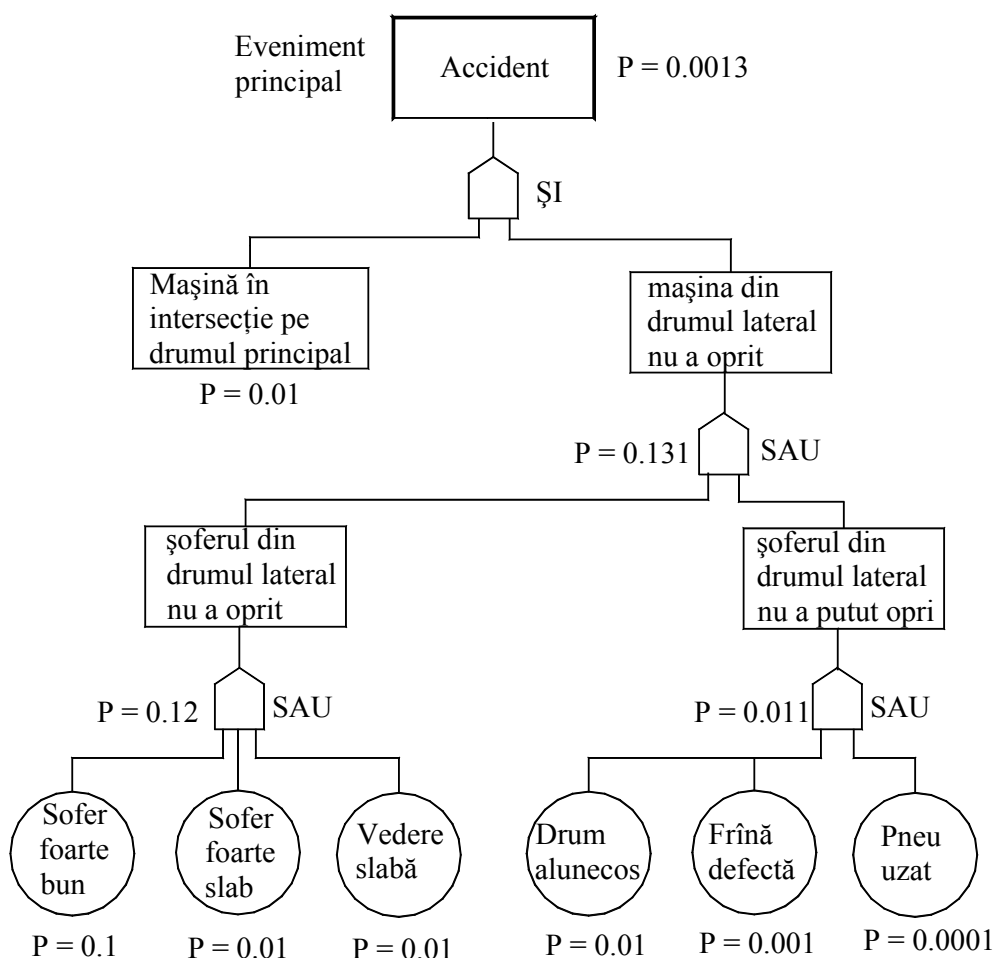 Eveniment
principal
Accident
P = 0.0013
ŞI
Maşină în
intersecție pe
drumul principal
P = 0.01
maşina din
drumul lateral
nu a oprit
P = 0.131
SAU
şoferul din
drumul lateral
nu a oprit
şoferul din
drumul lateral
nu a putut opri
P = 0.12
SAU
P = 0.011
SAU
Sofer
foarte
bun
Sofer
foarte
slab
Vedere
slabă
Drum
alunecos
Frînă
defectă
Pneu
uzat
P = 0.1
P = 0.01
P = 0.01
P = 0.01
P = 0.001
P = 0.0001